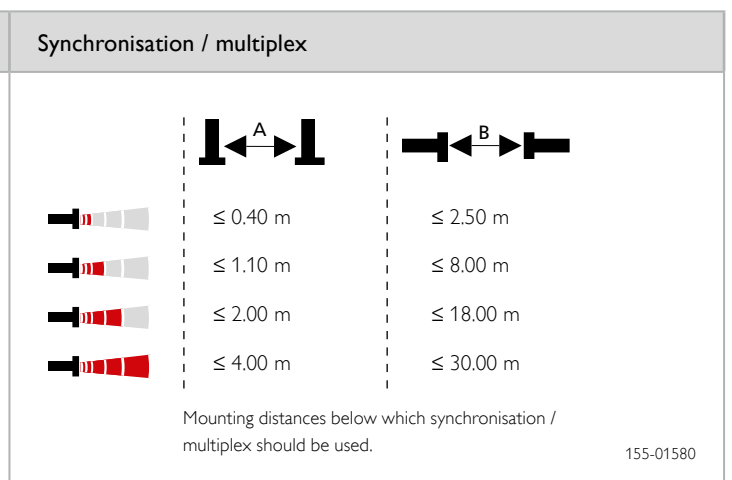 Synchronisation / multiplex
A
B
≤ 0.40 m ≤ 2.50 m
≤ 1.10 m ≤ 8.00 m
≤ 2.00 m ≤ 18.00 m
≤ 4.00 m ≤ 30.00 m
Mounting distances below which synchronisation /
multiplex should be used.
155-01580